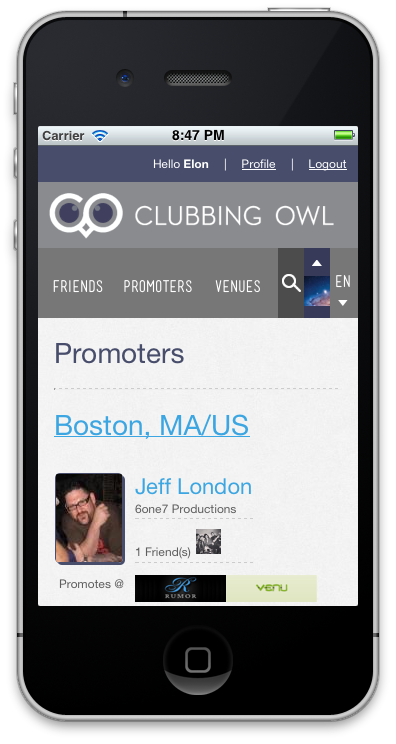 Carrier 8:47 PM
Hello Elon | Profile | Logout
CLUBBING OWL
FRIENDS PROMOTERS VENUES EN
Promoters
Boston, MA/US
Jeff London
6one7 Productions
1 Friend(s)
Promotes @ RUMOR VENU